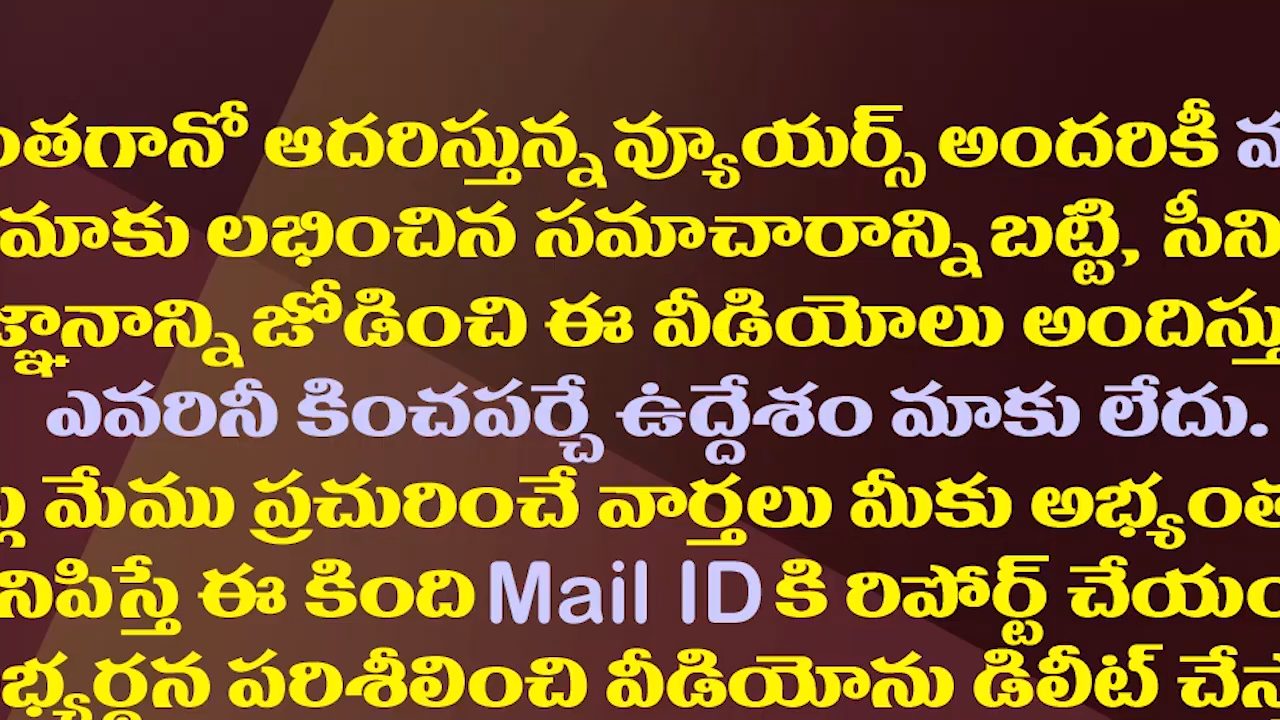 ఆదరిస్తున్న వ్యూయర్స్ అందరికీ
మాకు లభించిన సమాచారాన్ని బట్టి,
జోడించి ఈ వీడియోలు
ఎవరినీ కించపర్చే ఉద్దేశం మాకు లేదు.
మేము ప్రచురించే వార్తలు మీకు
ఈ కింది Mail ID కి రిపోర్ట్
పరిశీలించి వీడియోను డిలీట్